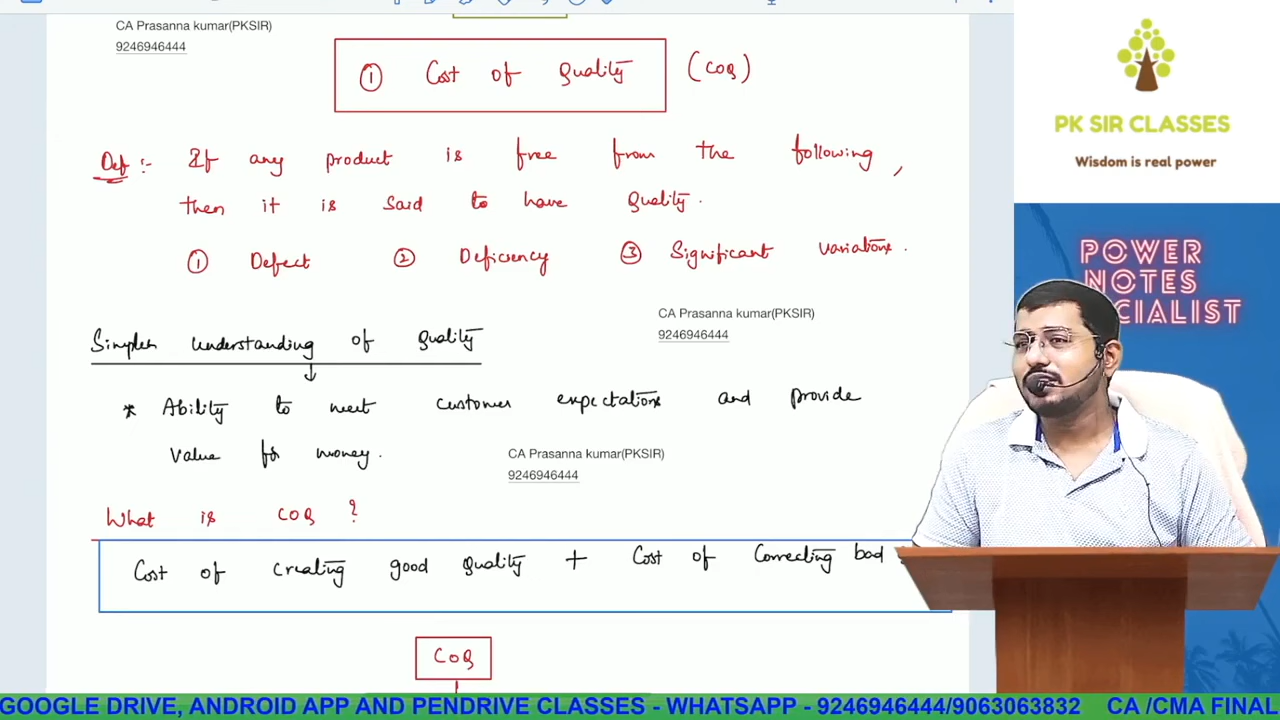 CA Prasanna kumar(PKSIR)
9246946444
① Cost of Quality (COQ)
Def :- If any product is free from the following,
then it is said to have Quality.
① Defect ② Deficiency ③ Significant variations.
CA Prasanna kumar(PKSIR)
9246946444
Simpler understanding of Quality
* Ability to meet customer expectations and provide
value for money.
CA Prasanna kumar(PKSIR)
9246946444
What is COQ ?
Cost of creating good Quality + Cost of Correcting bad
COQ
PK SIR CLASSES
Wisdom is real power
POWER
NOTES
CIALIST
GOOGLE DRIVE, ANDROID APP AND PENDRIVE CLASSES - WHATSAPP - 9246946444/9063063832 CA /CMA FINAL